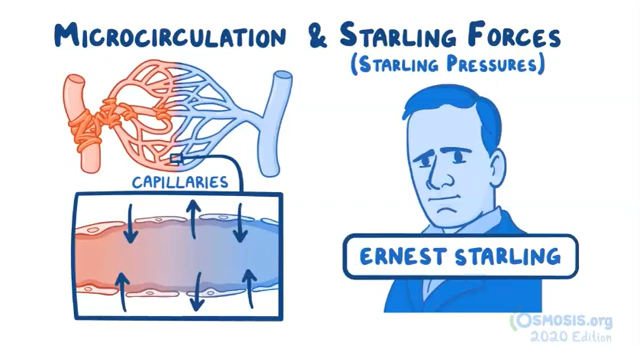 MICROCIRCULATION & STARLING FORCES
(STARLING PRESSURES)
CAPILLARIES
ERNEST STARLING
OSMOSIS.org
2020 Edition